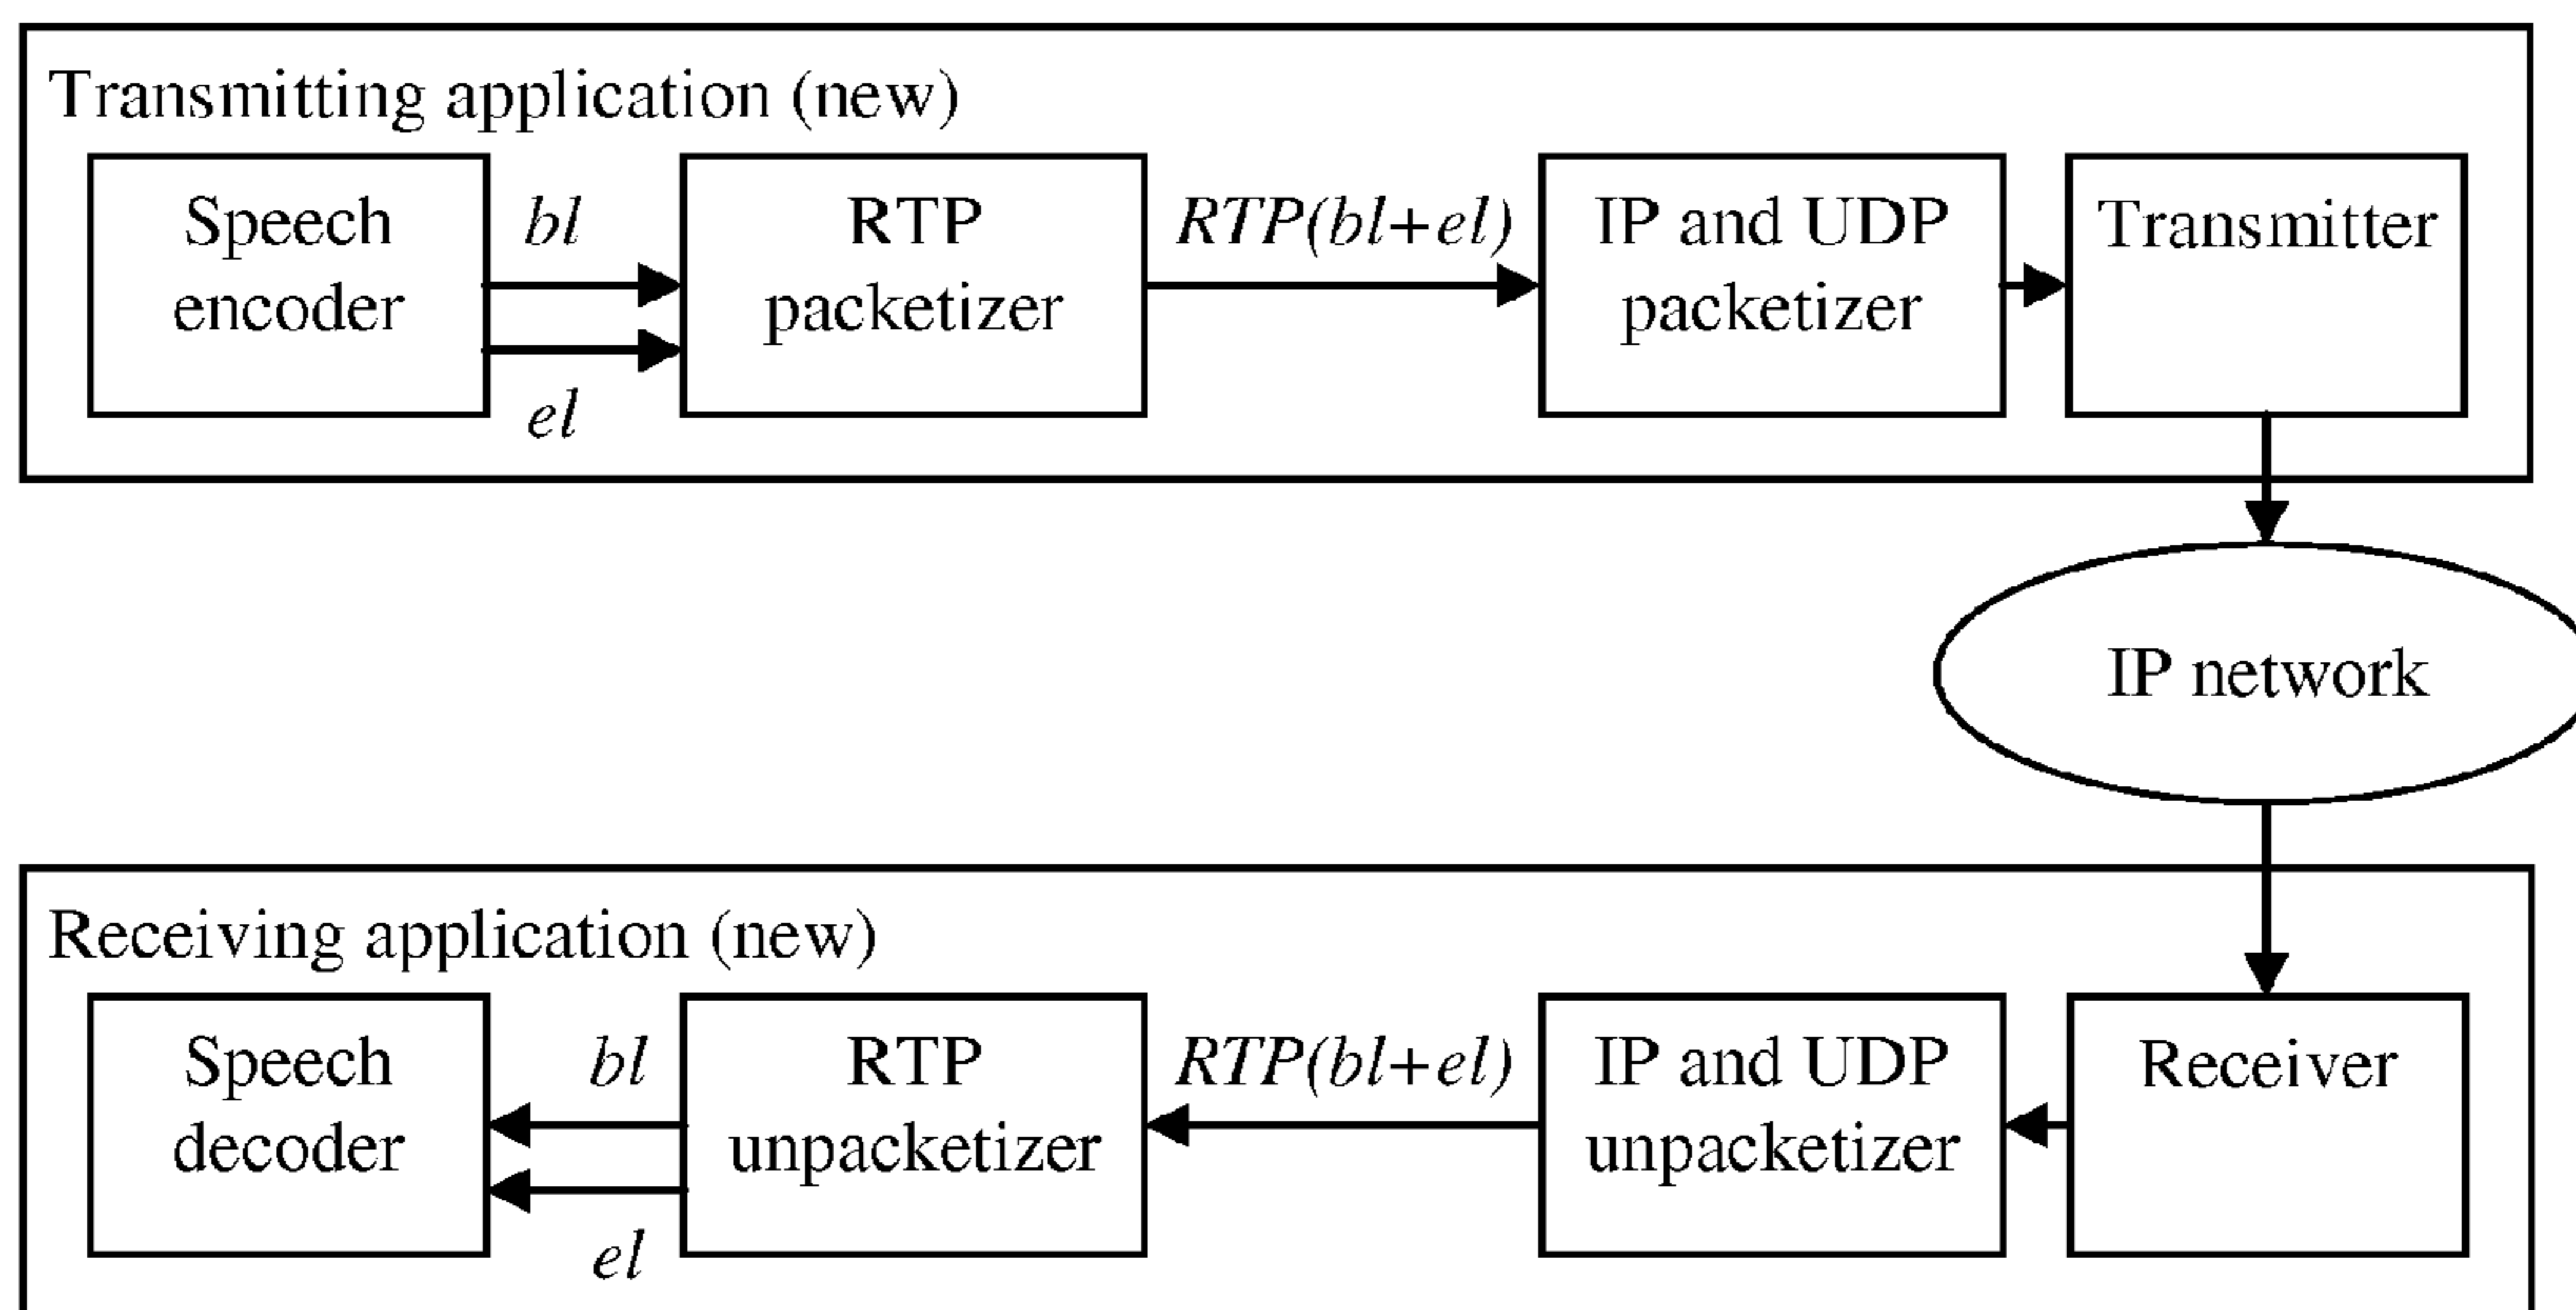 Transmitting application (new)
Speech
encoder
bl
el
RTP
packetizer
RTP(bl+el)
IP and UDP
packetizer
Transmitter
IP network
Receiving application (new)
Speech
decoder
bl
el
RTP
unpacketizer
RTP(bl+el)
IP and UDP
unpacketizer
Receiver